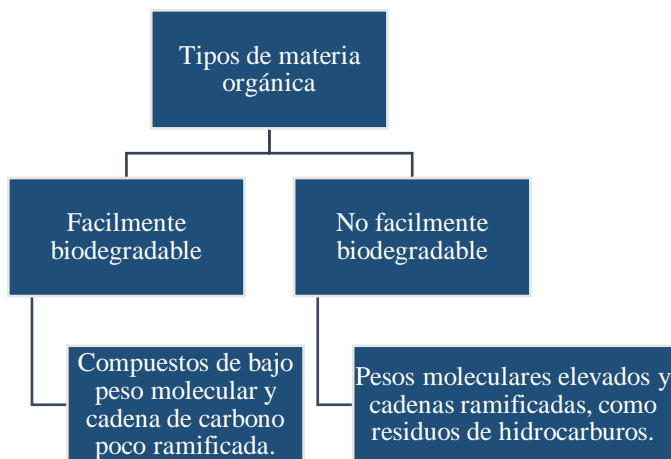 Tipos de materia
orgánica
Facilmente
biodegradable
No facilmente
biodegradable
Compuestos de bajo
peso molecular y
cadena de carbono
poco ramificada.
Pesos moleculares elevados y
cadenas ramificadas, como
residuos de hidrocarburos.